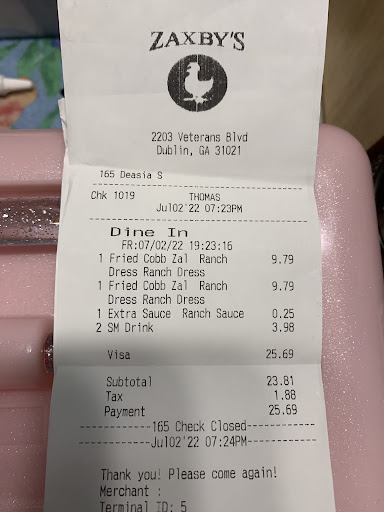 ZAXBY'S
2203 Veterans Blvd
Dublin, GA 31021
165 Deasia S
Chk 1019 THOMAS
Jul02'22 07:23PM
Dine In
FR:07/02/22 19:23:16
1 Fried Cobb Zal Ranch 9.79
Dress Ranch Dress
1 Fried Cobb Zal Ranch 9.79
Dress Ranch Dress
1 Extra Sauce Ranch Sauce 0.25
2 SM Drink 3.98
Visa 25.69
Subtotal 23.81
Tax 1.88
Payment 25.69
165 Check Closed
Jul02'22 07:24PM
Thank you! Please come again!
Merchant :
Terminal ID: 5